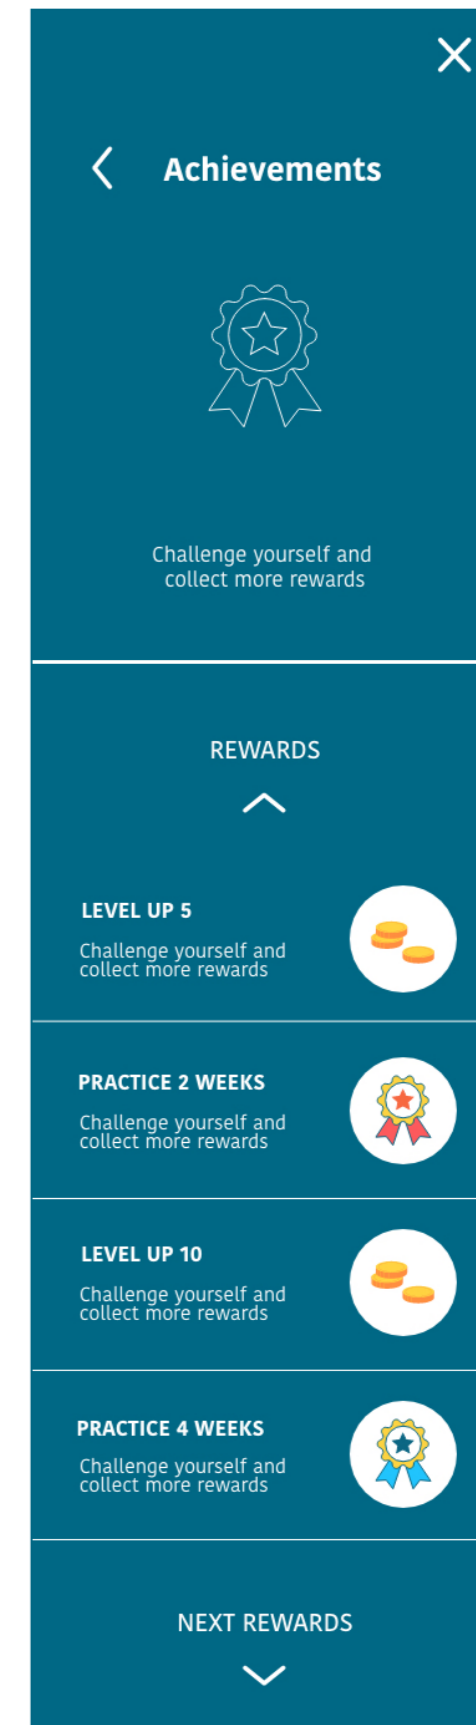 Achievements
Challenge yourself and
collect more rewards
REWARDS
LEVEL UP 5
Challenge yourself and
collect more rewards
PRACTICE 2 WEEKS
Challenge yourself and
collect more rewards
LEVEL UP 10
Challenge yourself and
collect more rewards
PRACTICE 4 WEEKS
Challenge yourself and
collect more rewards
NEXT REWARDS